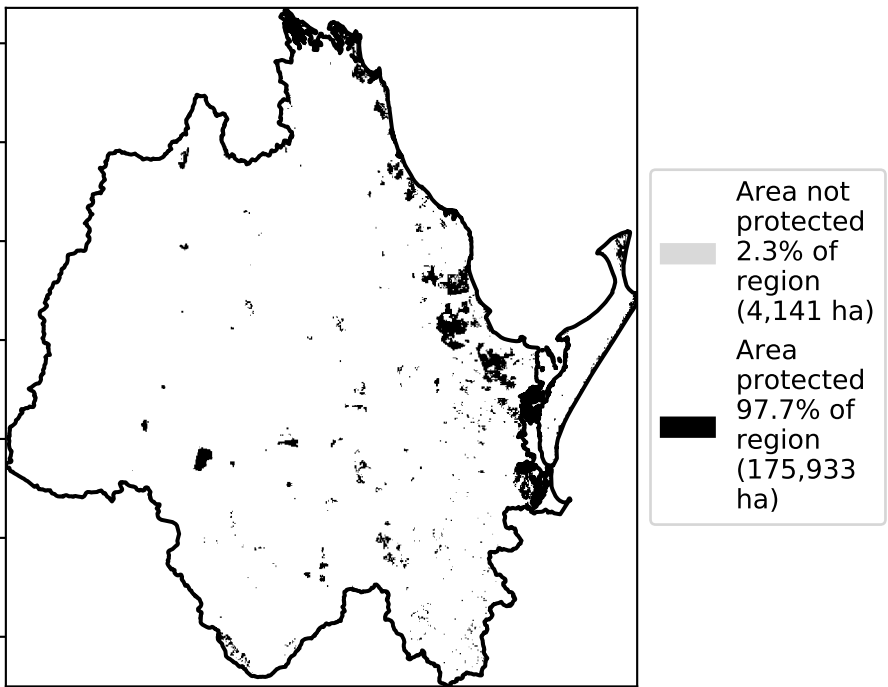 Area not
protected
2.3% of
region
(4,141 ha)
Area
protected
97.7% of
region
(175,933
ha)